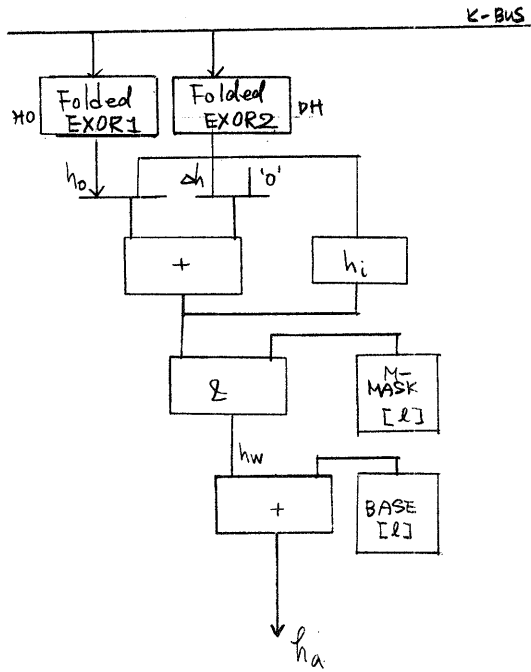 K-BUS
Folded
EXOR1
Folded
EXOR2
HO
DH
h₀
Δh
'0'
+
hᵢ
&
M-
MASK
[l]
hw
+
BASE
[l]
hₐ